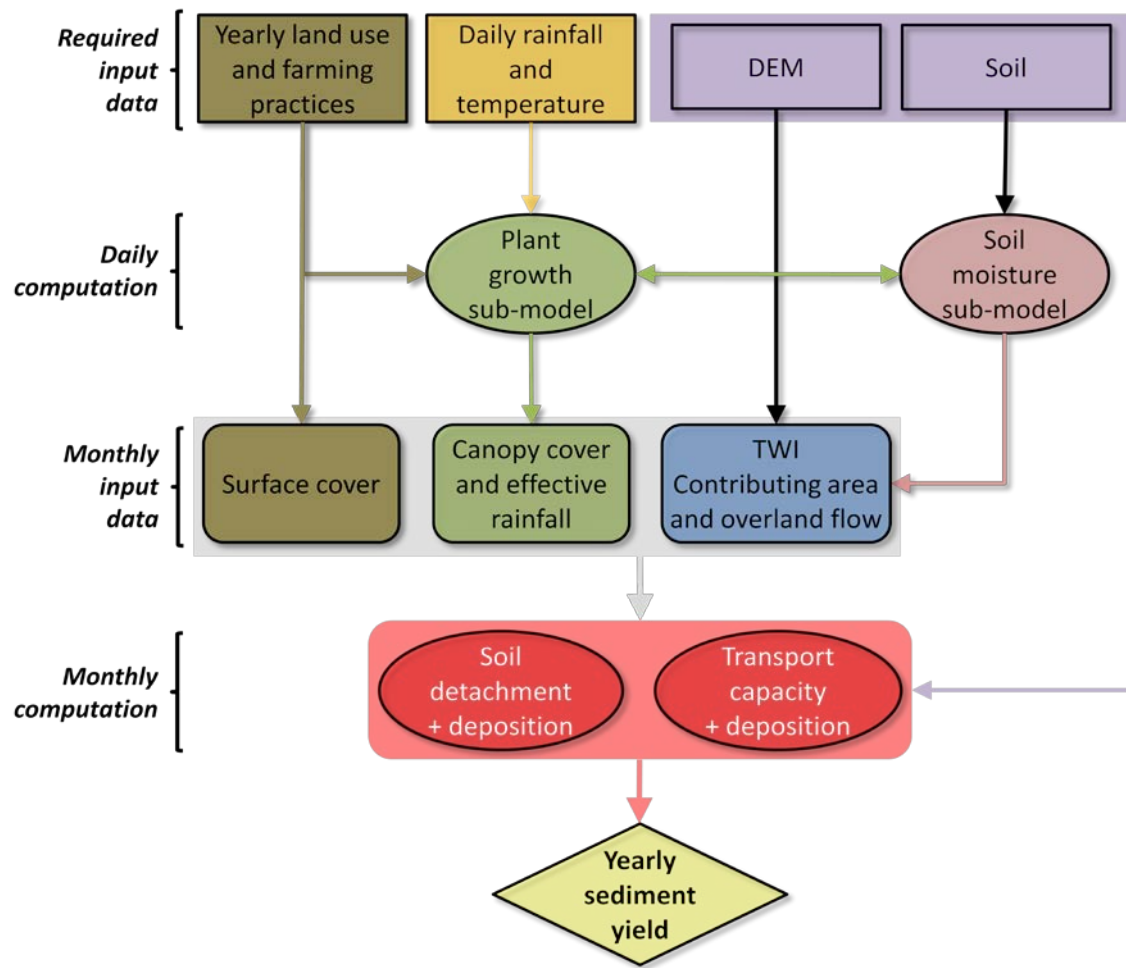 Required
input
data
Yearly land use
and farming
practices
Daily rainfall
and
temperature
DEM
Soil
Daily
computation
Plant
growth
sub-model
Soil
moisture
sub-model
Monthly
input
data
Surface cover
Canopy cover
and effective
rainfall
TWI
Contributing area
and overland flow
Monthly
computation
Soil
detachment
+ deposition
Transport
capacity
+ deposition
Yearly
sediment
yield